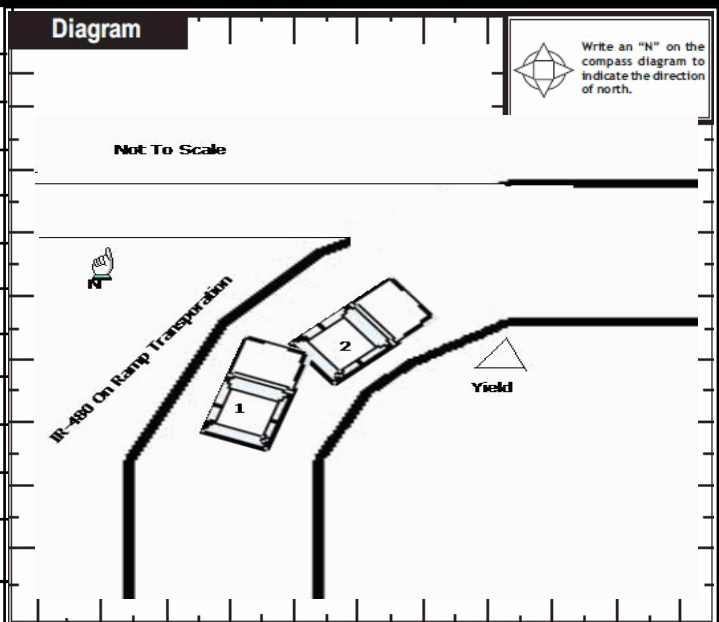 Diagram
Write an "N" on the
compass diagram to
indicate the direction
of north.
Not To Scale
N
IR-480 On Ramp Transporation
2
1
Yield